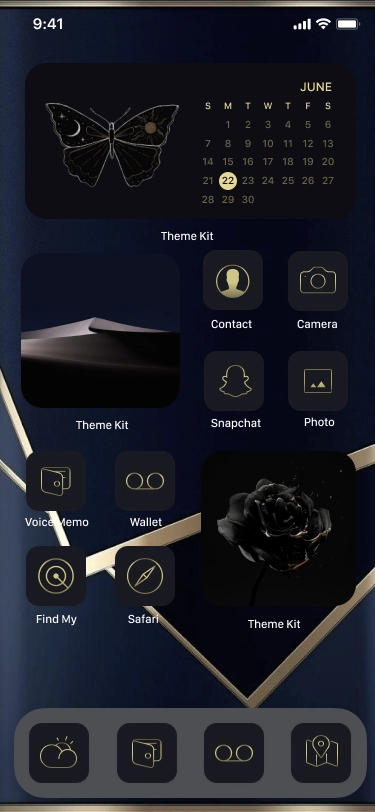 9:41
JUNE
S M T W T F S
1 2 3 4 5 6
7 8 9 10 11 12 13
14 15 16 17 18 19 20
21 22 23 24 25 26 27
28 29 30
Theme Kit
Contact Camera
Theme Kit
Snapchat Photo
Voice Memo Wallet
Find My Safari
Theme Kit